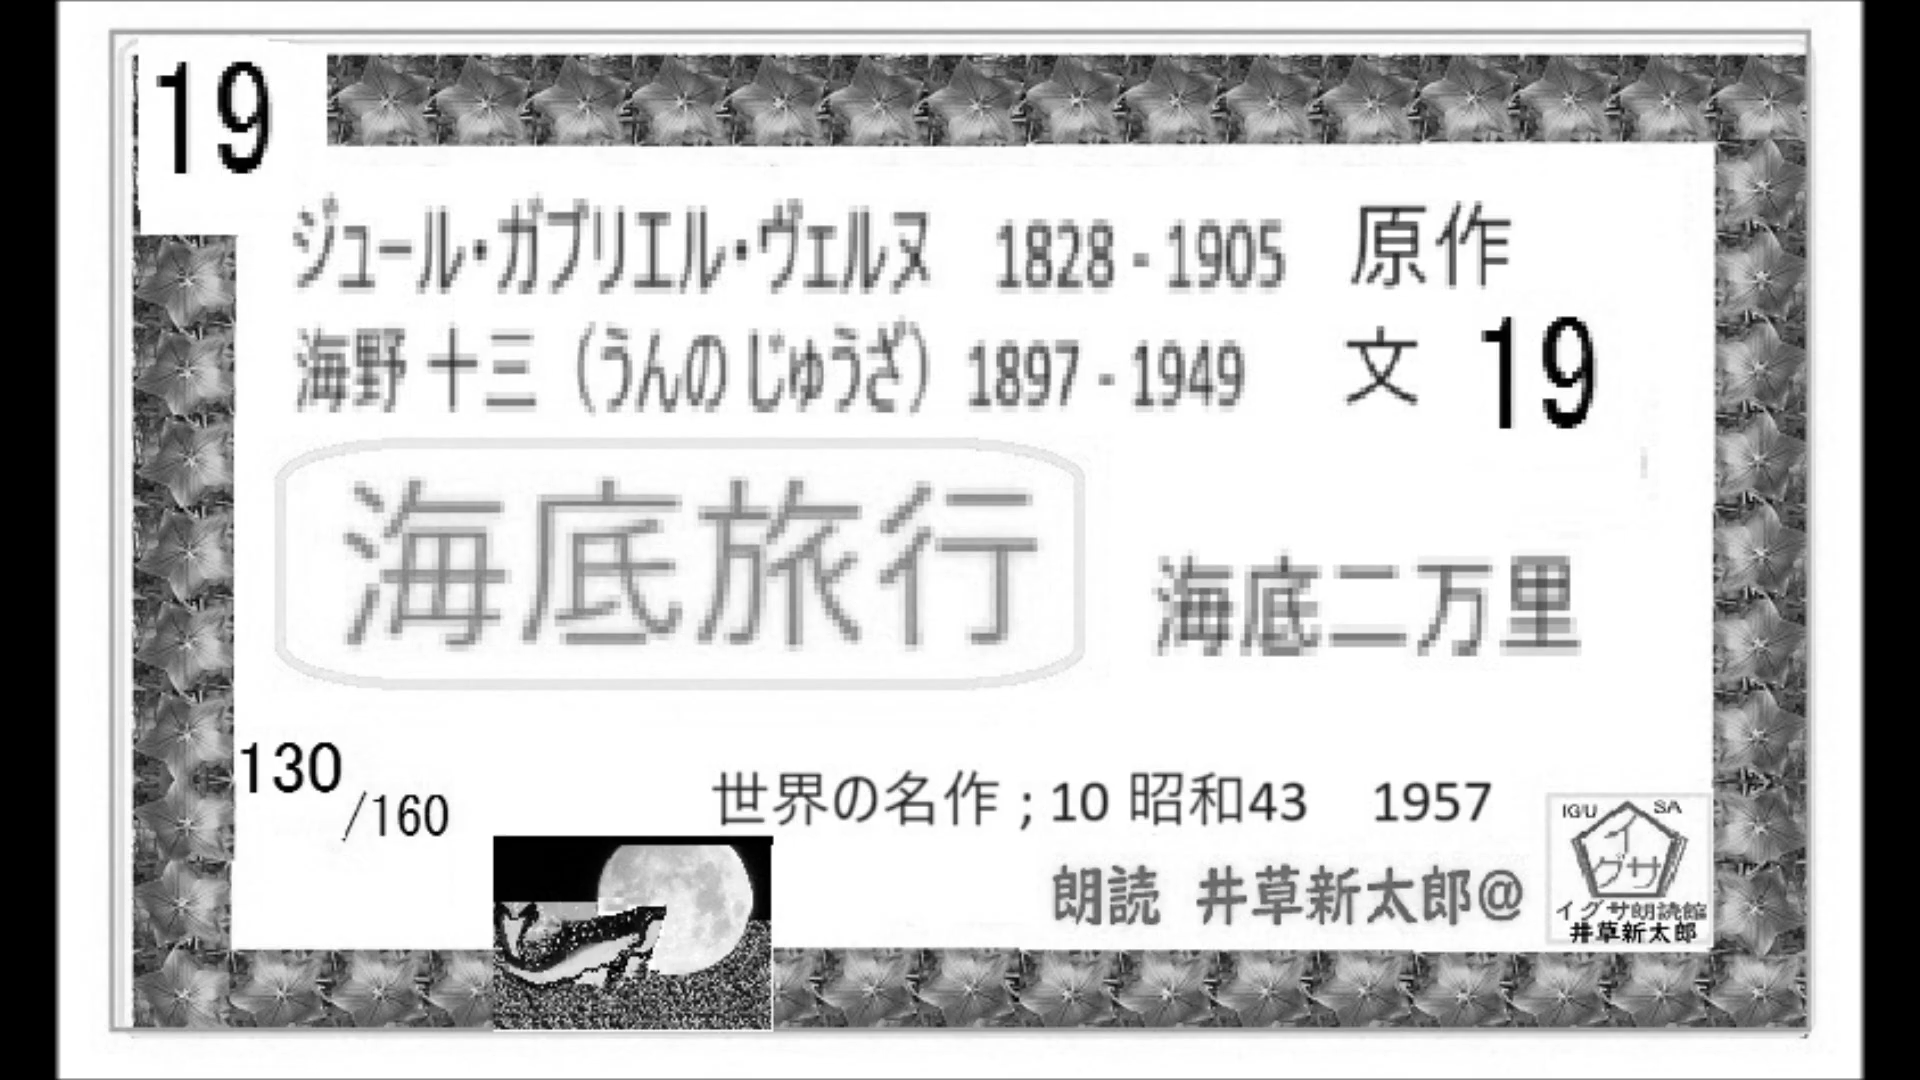 19
ジュール・ガブリエル・ヴェルヌ 1828 - 1905 原作
海野 十三（うんの じゅうざ）1897 - 1949 文 19
海底旅行
海底二万里
130/160
世界の名作 ; 10 昭和43 1957
朗読 井草新太郎@
IGU SA
イグサ
イグサ朗読館
井草新太郎